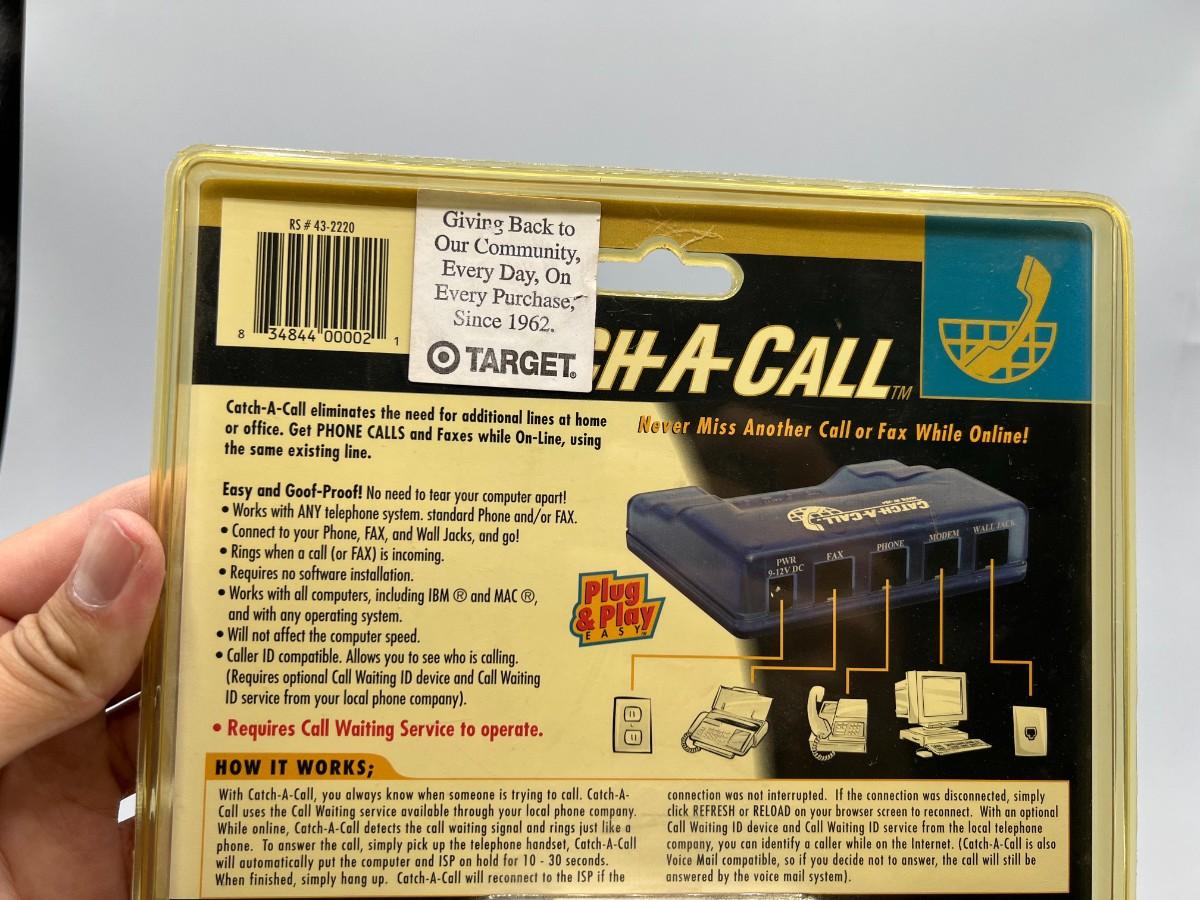 RS # 43-2220
8 34844 00002 1
Giving Back to
Our Community,
Every Day, On
Every Purchase,
Since 1962.
TARGET.
CH-A-CALL TM
Never Miss Another Call or Fax While Online!
Catch-A-Call eliminates the need for additional lines at home
or office. Get PHONE CALLS and Faxes while On-Line, using
the same existing line.
Easy and Goof-Proof! No need to tear your computer apart!
• Works with ANY telephone system. standard Phone and/or FAX.
• Connect to your Phone, FAX, and Wall Jacks, and go!
• Rings when a call (or FAX) is incoming.
• Requires no software installation.
• Works with all computers, including IBM ® and MAC ®,
and with any operating system.
• Will not affect the computer speed.
• Caller ID compatible. Allows you to see who is calling.
(Requires optional Call Waiting ID device and Call Waiting
ID service from your local phone company).
• Requires Call Waiting Service to operate.
CATCH-A-CALL
MADE IN USA
PWR
9-12V DC
FAX
PHONE
MODEM
WALL JACK
Plug
& Play
EASY TM
HOW IT WORKS;
With Catch-A-Call, you always know when someone is trying to call. Catch-A-
Call uses the Call Waiting service available through your local phone company.
While online, Catch-A-Call detects the call waiting signal and rings just like a
phone. To answer the call, simply pick up the telephone handset, Catch-A-Call
will automatically put the computer and ISP on hold for 10 - 30 seconds.
When finished, simply hang up. Catch-A-Call will reconnect to the ISP if the
connection was not interrupted. If the connection was disconnected, simply
click REFRESH or RELOAD on your browser screen to reconnect. With an optional
Call Waiting ID device and Call Waiting ID service from the local telephone
company, you can identify a caller while on the Internet. (Catch-A-Call is also
Voice Mail compatible, so if you decide not to answer, the call will still be
answered by the voice mail system).